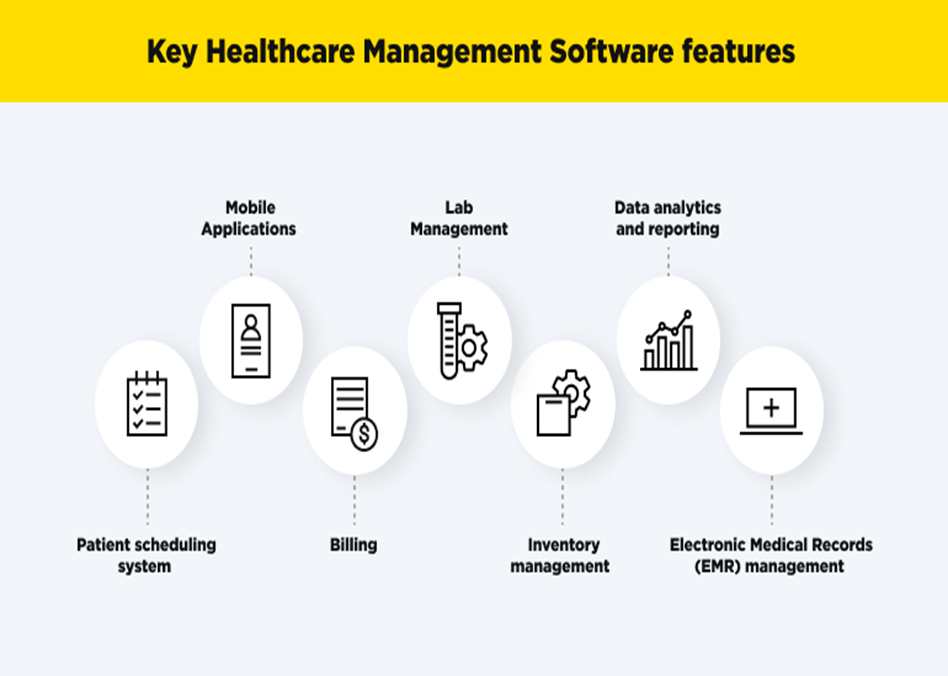 Key Healthcare Management Software features
Mobile
Applications
Lab
Management
Data analytics
and reporting
$
Patient scheduling
system
Billing
Inventory
management
Electronic Medical Records
(EMR) management